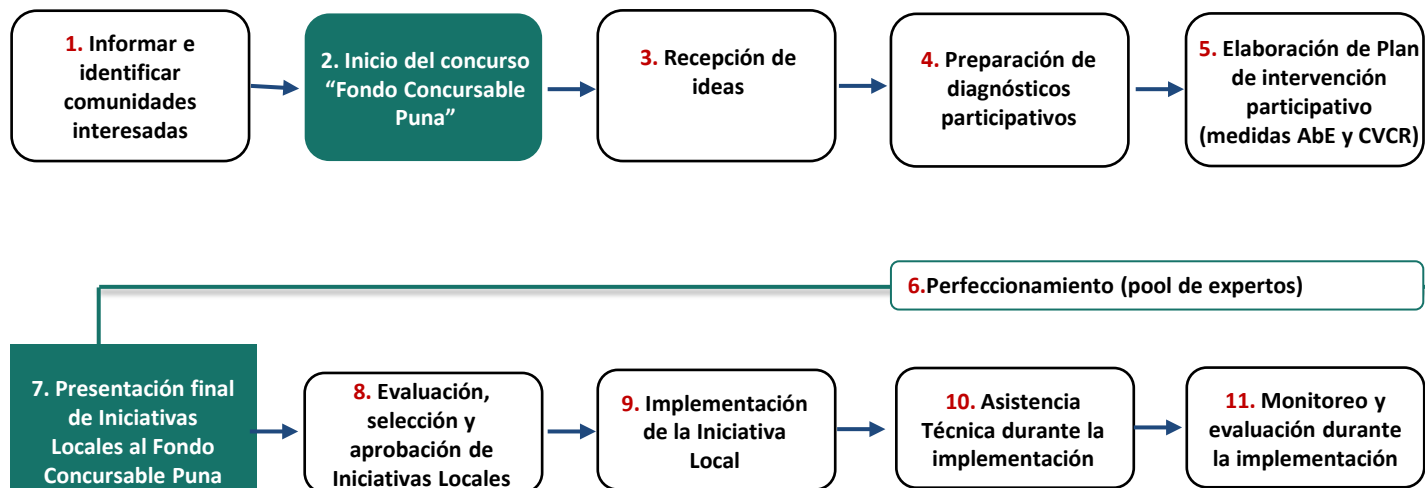 1. Informar e
identificar
comunidades
interesadas
2. Inicio del concurso
“Fondo Concursable
Puna”
3. Recepción de
ideas
4. Preparación de
diagnósticos
participativos
5. Elaboración de Plan
de intervención
participativo
(medidas AbE y CVCR)
6.Perfeccionamiento (pool de expertos)
7. Presentación final
de Iniciativas
Locales al Fondo
Concursable Puna
8. Evaluación,
selección y
aprobación de
Iniciativas Locales
9. Implementación
de la Iniciativa
Local
10. Asistencia
Técnica durante la
implementación
11. Monitoreo y
evaluación durante
la implementación